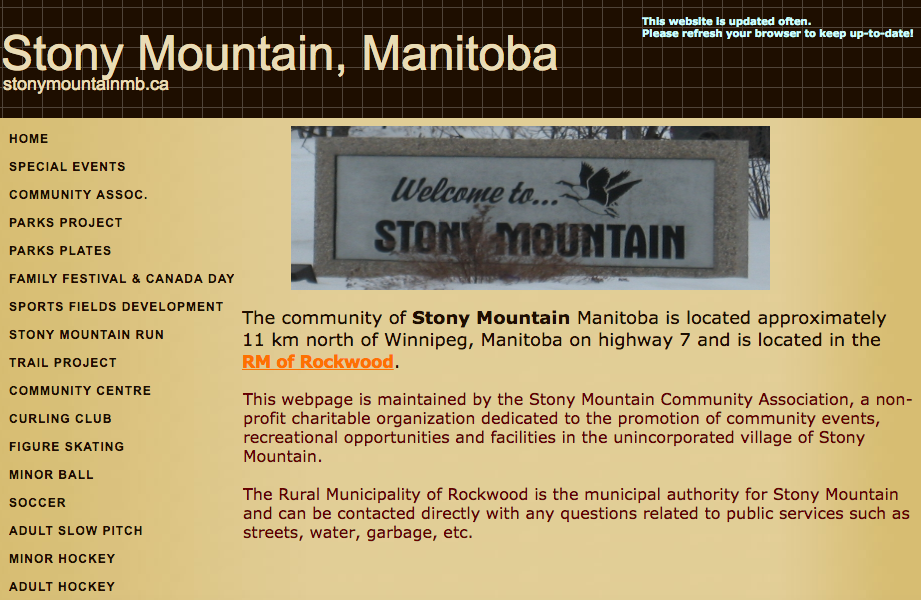 This website is updated often.
Please refresh your browser to keep up-to-date!
Stony Mountain, Manitoba
stonymountainmb.ca
HOME
SPECIAL EVENTS
COMMUNITY ASSOC.
PARKS PROJECT
PARKS PLATES
FAMILY FESTIVAL & CANADA DAY
SPORTS FIELDS DEVELOPMENT
STONY MOUNTAIN RUN
TRAIL PROJECT
COMMUNITY CENTRE
CURLING CLUB
FIGURE SKATING
MINOR BALL
SOCCER
ADULT SLOW PITCH
MINOR HOCKEY
ADULT HOCKEY
Welcome to...
STONY MOUNTAIN
The community of Stony Mountain Manitoba is located approximately
11 km north of Winnipeg, Manitoba on highway 7 and is located in the
RM of Rockwood.
This webpage is maintained by the Stony Mountain Community Association, a non-
profit charitable organization dedicated to the promotion of community events,
recreational opportunities and facilities in the unincorporated village of Stony
Mountain.
The Rural Municipality of Rockwood is the municipal authority for Stony Mountain
and can be contacted directly with any questions related to public services such as
streets, water, garbage, etc.